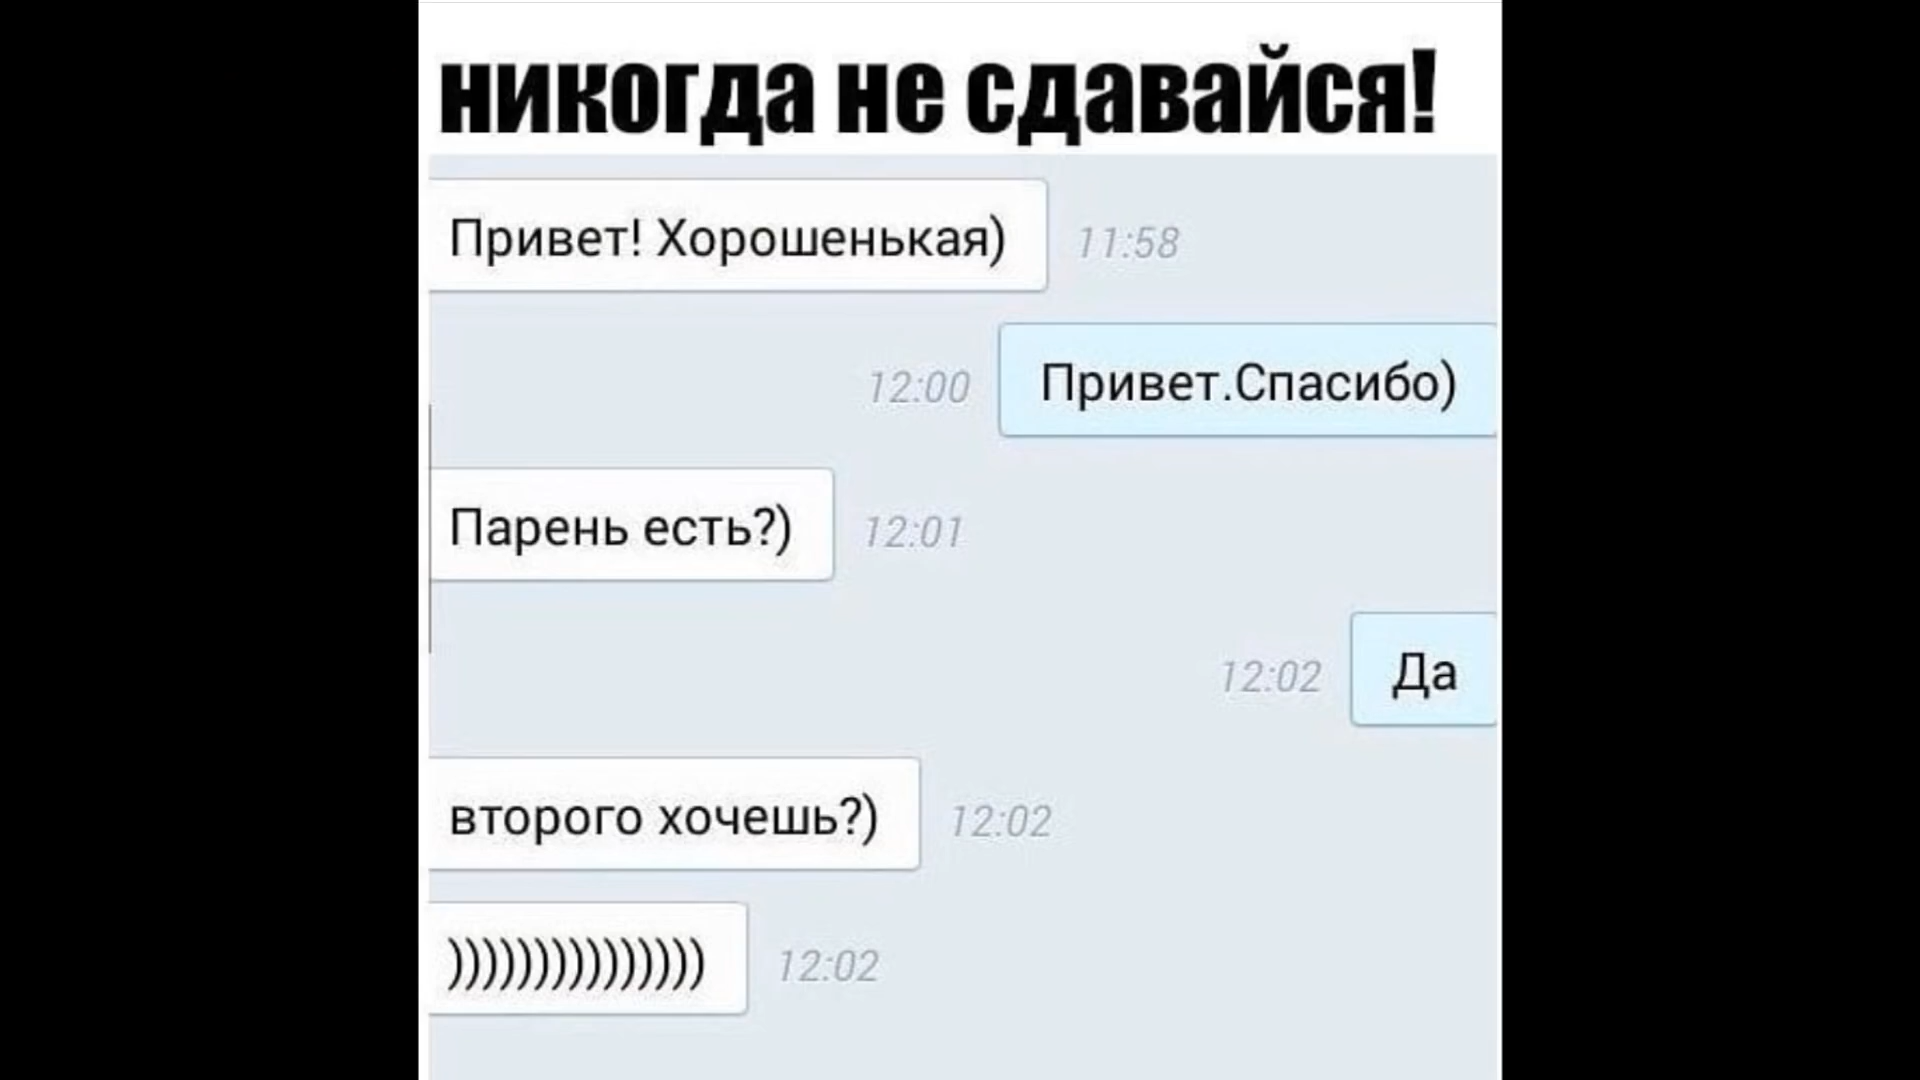 никогда не сдавайся!
Привет! Хорошенькая) 11:58
12:00 Привет.Спасибо)
Парень есть?) 12:01
12:02 Да
второго хочешь?) 12:02
))))))))))))))) 12:02